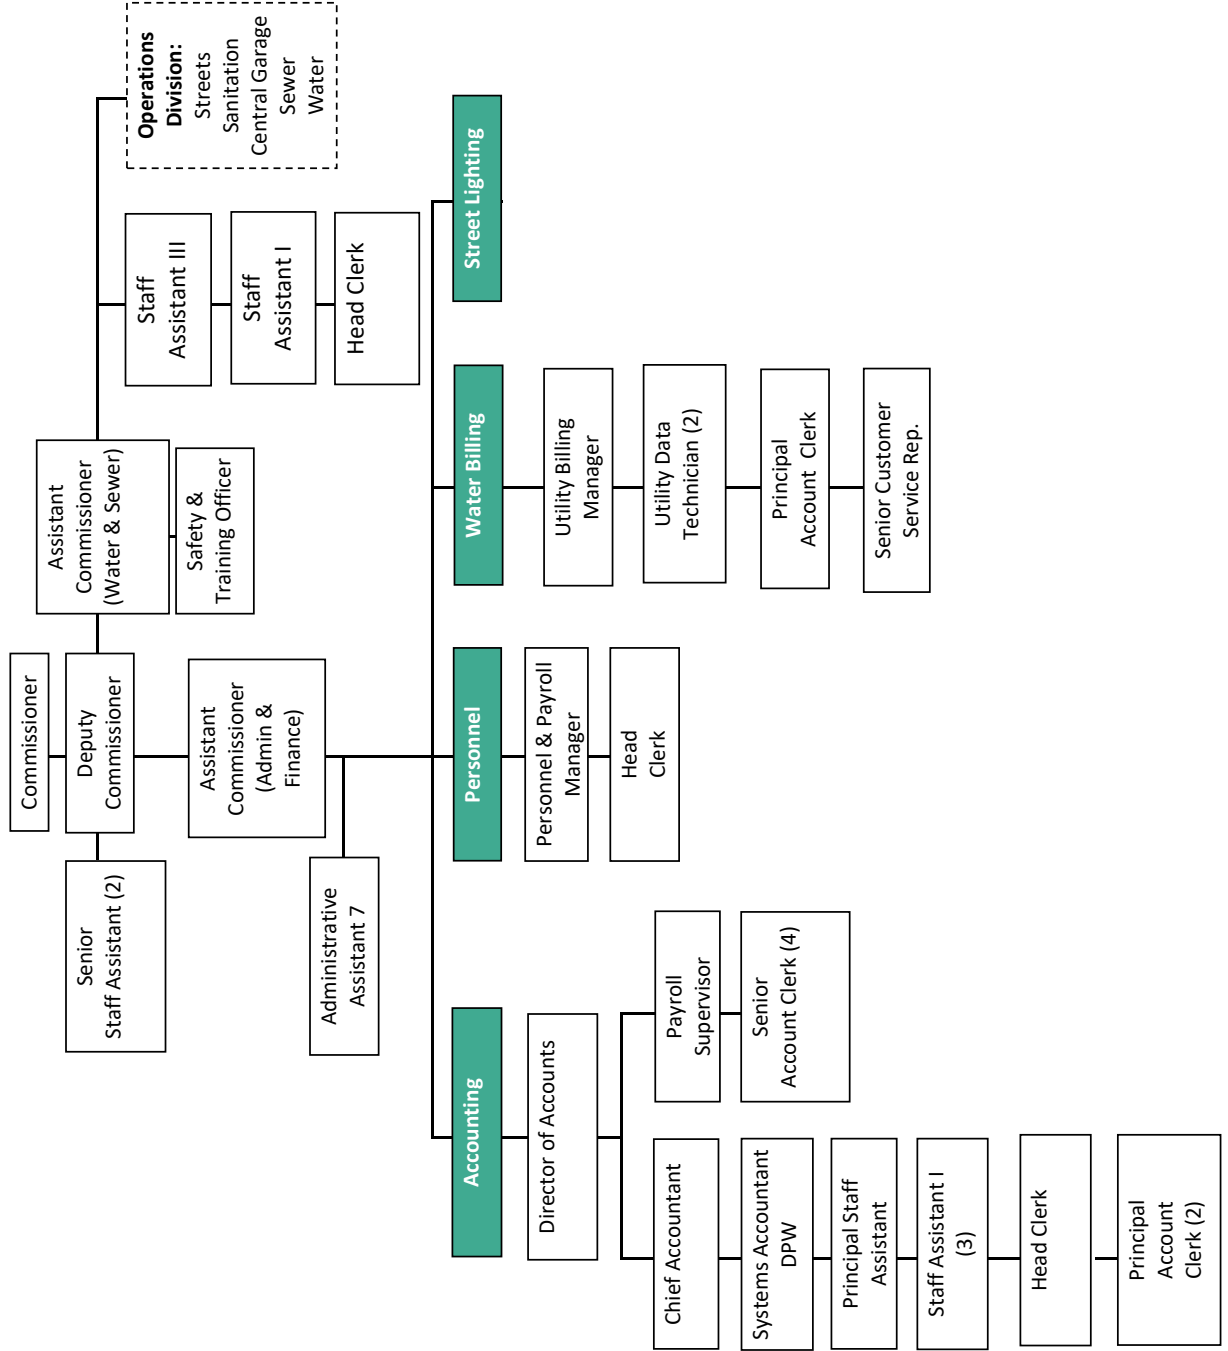 Commissioner
Senior
Staff Assistant (2)
Deputy
Commissioner
Assistant
Commissioner
(Water & Sewer)
Safety &
Training Officer
Operations
Division:
Streets
Sanitation
Central Garage
Sewer
Water
Staff
Assistant III
Staff
Assistant I
Head Clerk
Assistant
Commissioner
(Admin &
Finance)
Administrative
Assistant 7
Accounting
Director of Accounts
Chief Accountant
Systems Accountant
DPW
Principal Staff
Assistant
Staff Assistant I
(3)
Head Clerk
Principal
Account
Clerk (2)
Payroll
Supervisor
Senior
Account Clerk (4)
Personnel
Personnel & Payroll
Manager
Head
Clerk
Water Billing
Utility Billing
Manager
Utility Data
Technician (2)
Principal
Account Clerk
Senior Customer
Service Rep.
Street Lighting